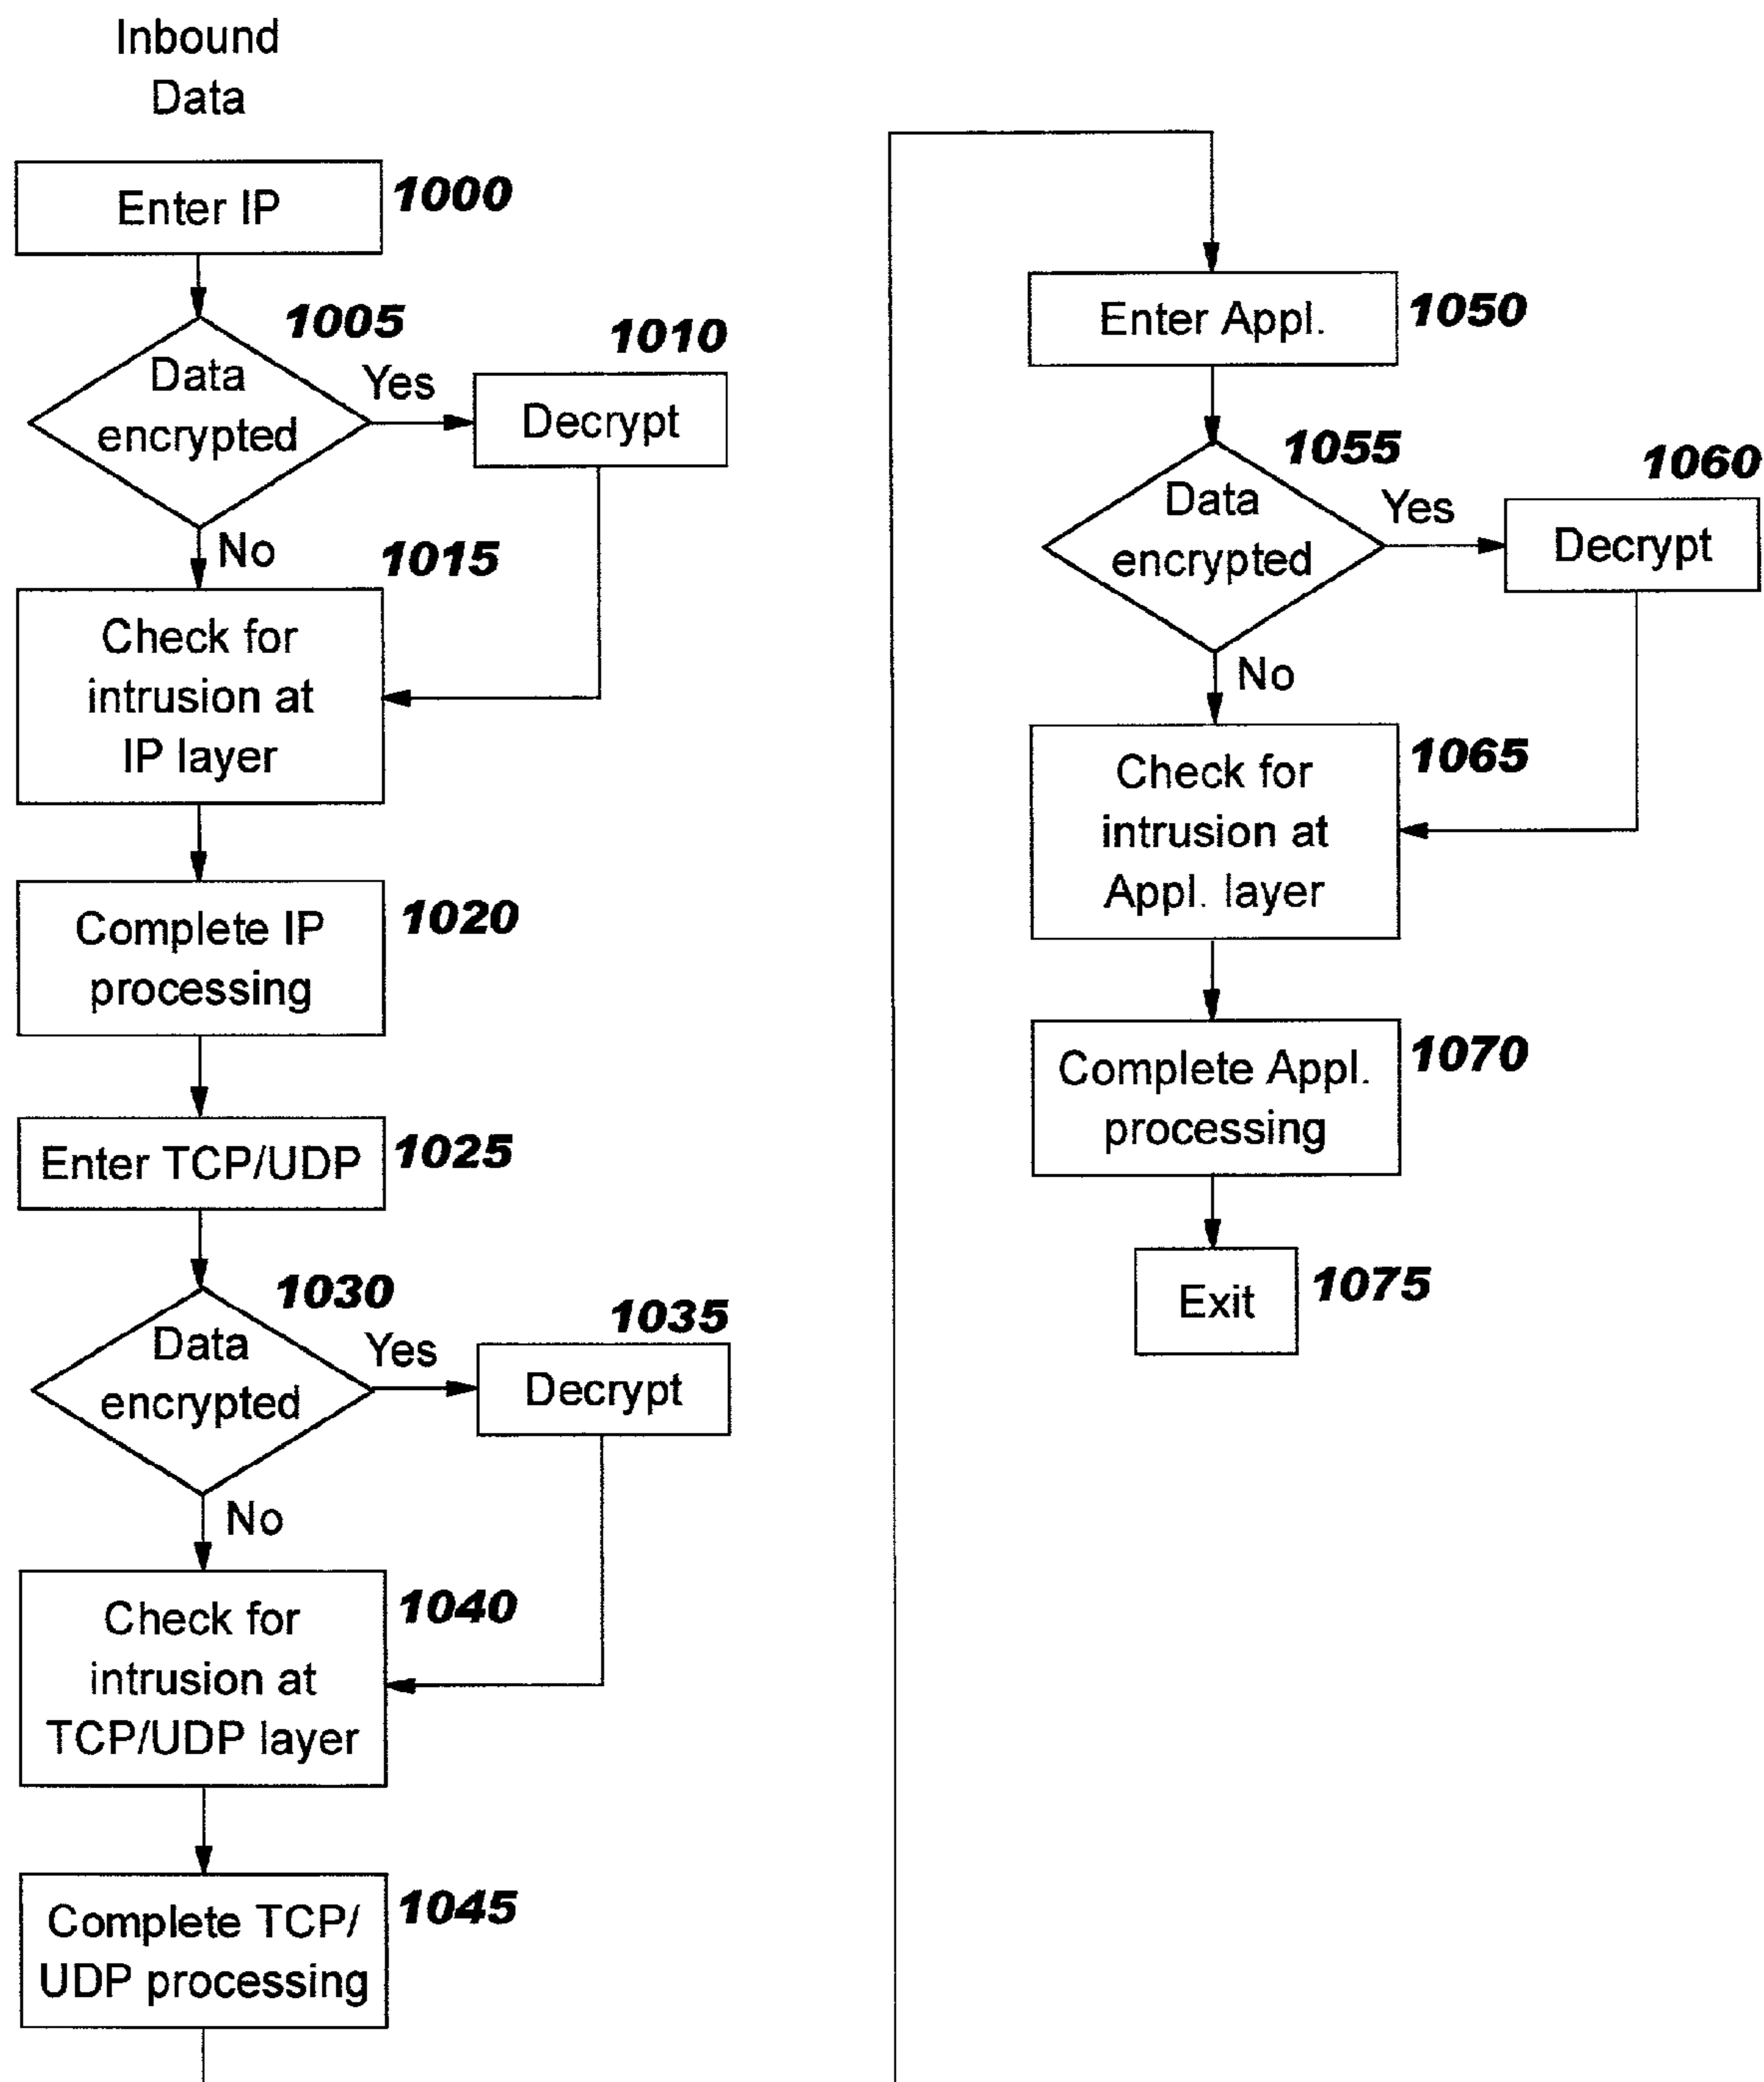 Inbound
Data
Enter IP
1000
1005
Data
encrypted
Yes
1010
Decrypt
No
1015
Check for
intrusion at
IP layer
Complete IP
processing
1020
Enter TCP/UDP
1025
1030
Data
encrypted
Yes
1035
Decrypt
No
Check for
intrusion at
TCP/UDP layer
1040
Complete TCP/
UDP processing
1045
Enter Appl.
1050
1055
Data
encrypted
Yes
1060
Decrypt
No
Check for
intrusion at
Appl. layer
1065
Complete Appl.
processing
1070
Exit
1075